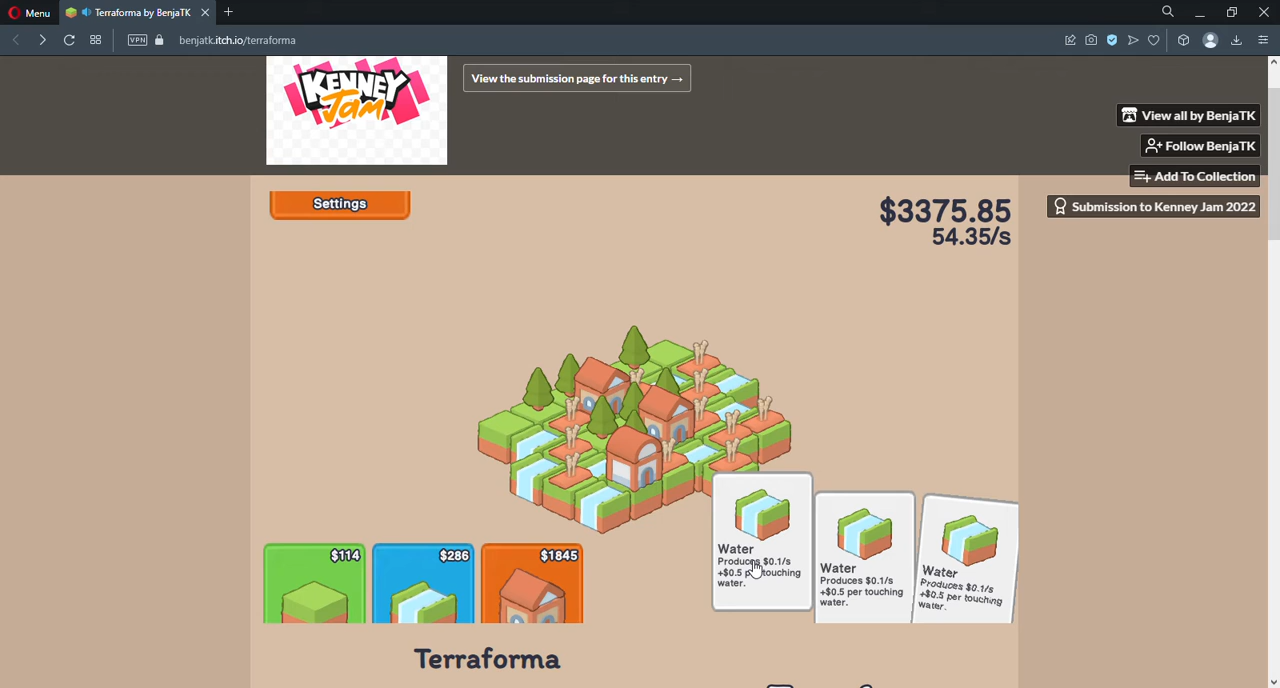 Menu
Terraforma by BenjaTK
VPN
benjatk.itch.io/terraforma
KENNEY
Jam
View the submission page for this entry →
View all by BenjaTK
Follow BenjaTK
Add To Collection
Submission to Kenney Jam 2022
Settings
$3375.85
54.35/s
$114
$286
$1845
Water
Produces $0.1/s
+$0.5 per touching
water.
Water
Produces $0.1/s
+$0.5 per touching
water.
Water
Produces $0.1/s
+$0.5 per touching
water.
Terraforma